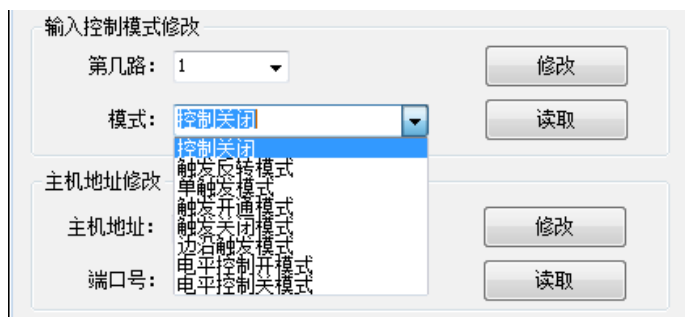 输入控制模式修改
第几路： 1 修改
模式： 控制关闭 读取
控制关闭
触发反转模式
单触发模式
主机地址修改
触发开通模式
主机地址： 触发关闭模式 修改
边沿触发模式
电平控制开模式
端口号： 电平控制关模式 读取